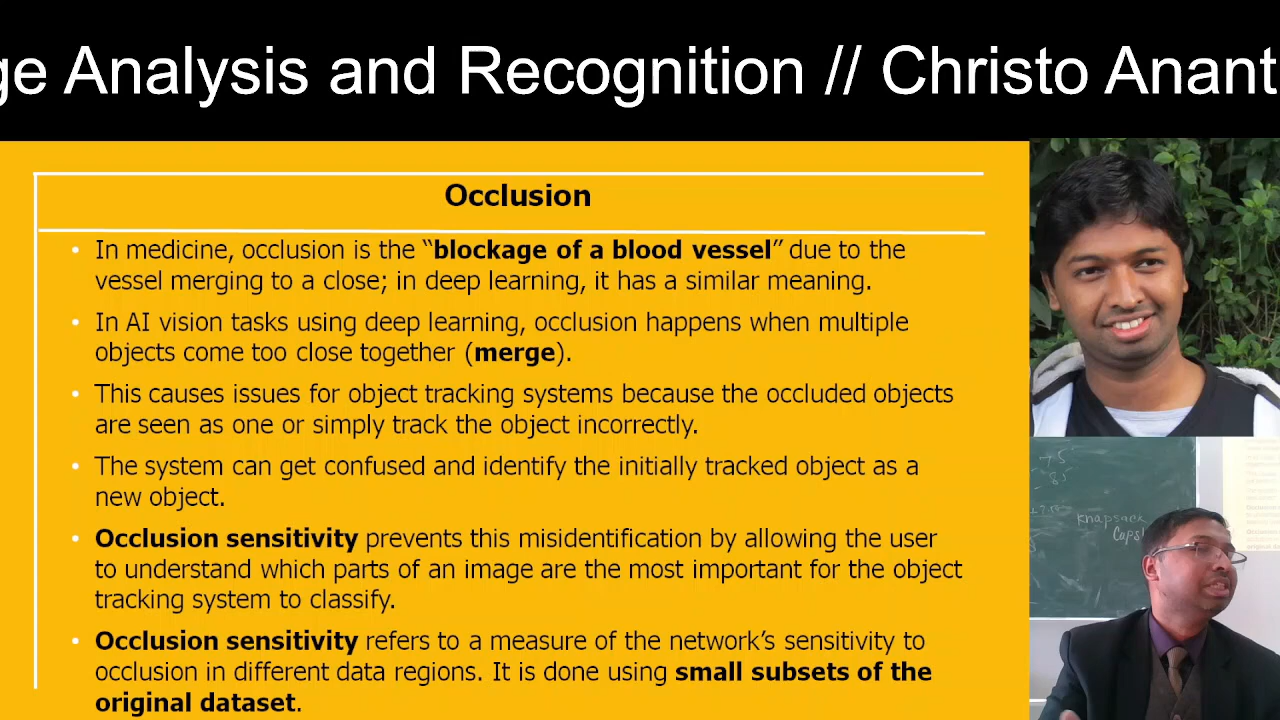 ge Analysis and Recognition // Christo Anant
Occlusion
• In medicine, occlusion is the “blockage of a blood vessel” due to the
vessel merging to a close; in deep learning, it has a similar meaning.
• In AI vision tasks using deep learning, occlusion happens when multiple
objects come too close together (merge).
• This causes issues for object tracking systems because the occluded objects
are seen as one or simply track the object incorrectly.
• The system can get confused and identify the initially tracked object as a
new object.
• Occlusion sensitivity prevents this misidentification by allowing the user
to understand which parts of an image are the most important for the object
tracking system to classify.
• Occlusion sensitivity refers to a measure of the network’s sensitivity to
occlusion in different data regions. It is done using small subsets of the
original dataset.
knapsack